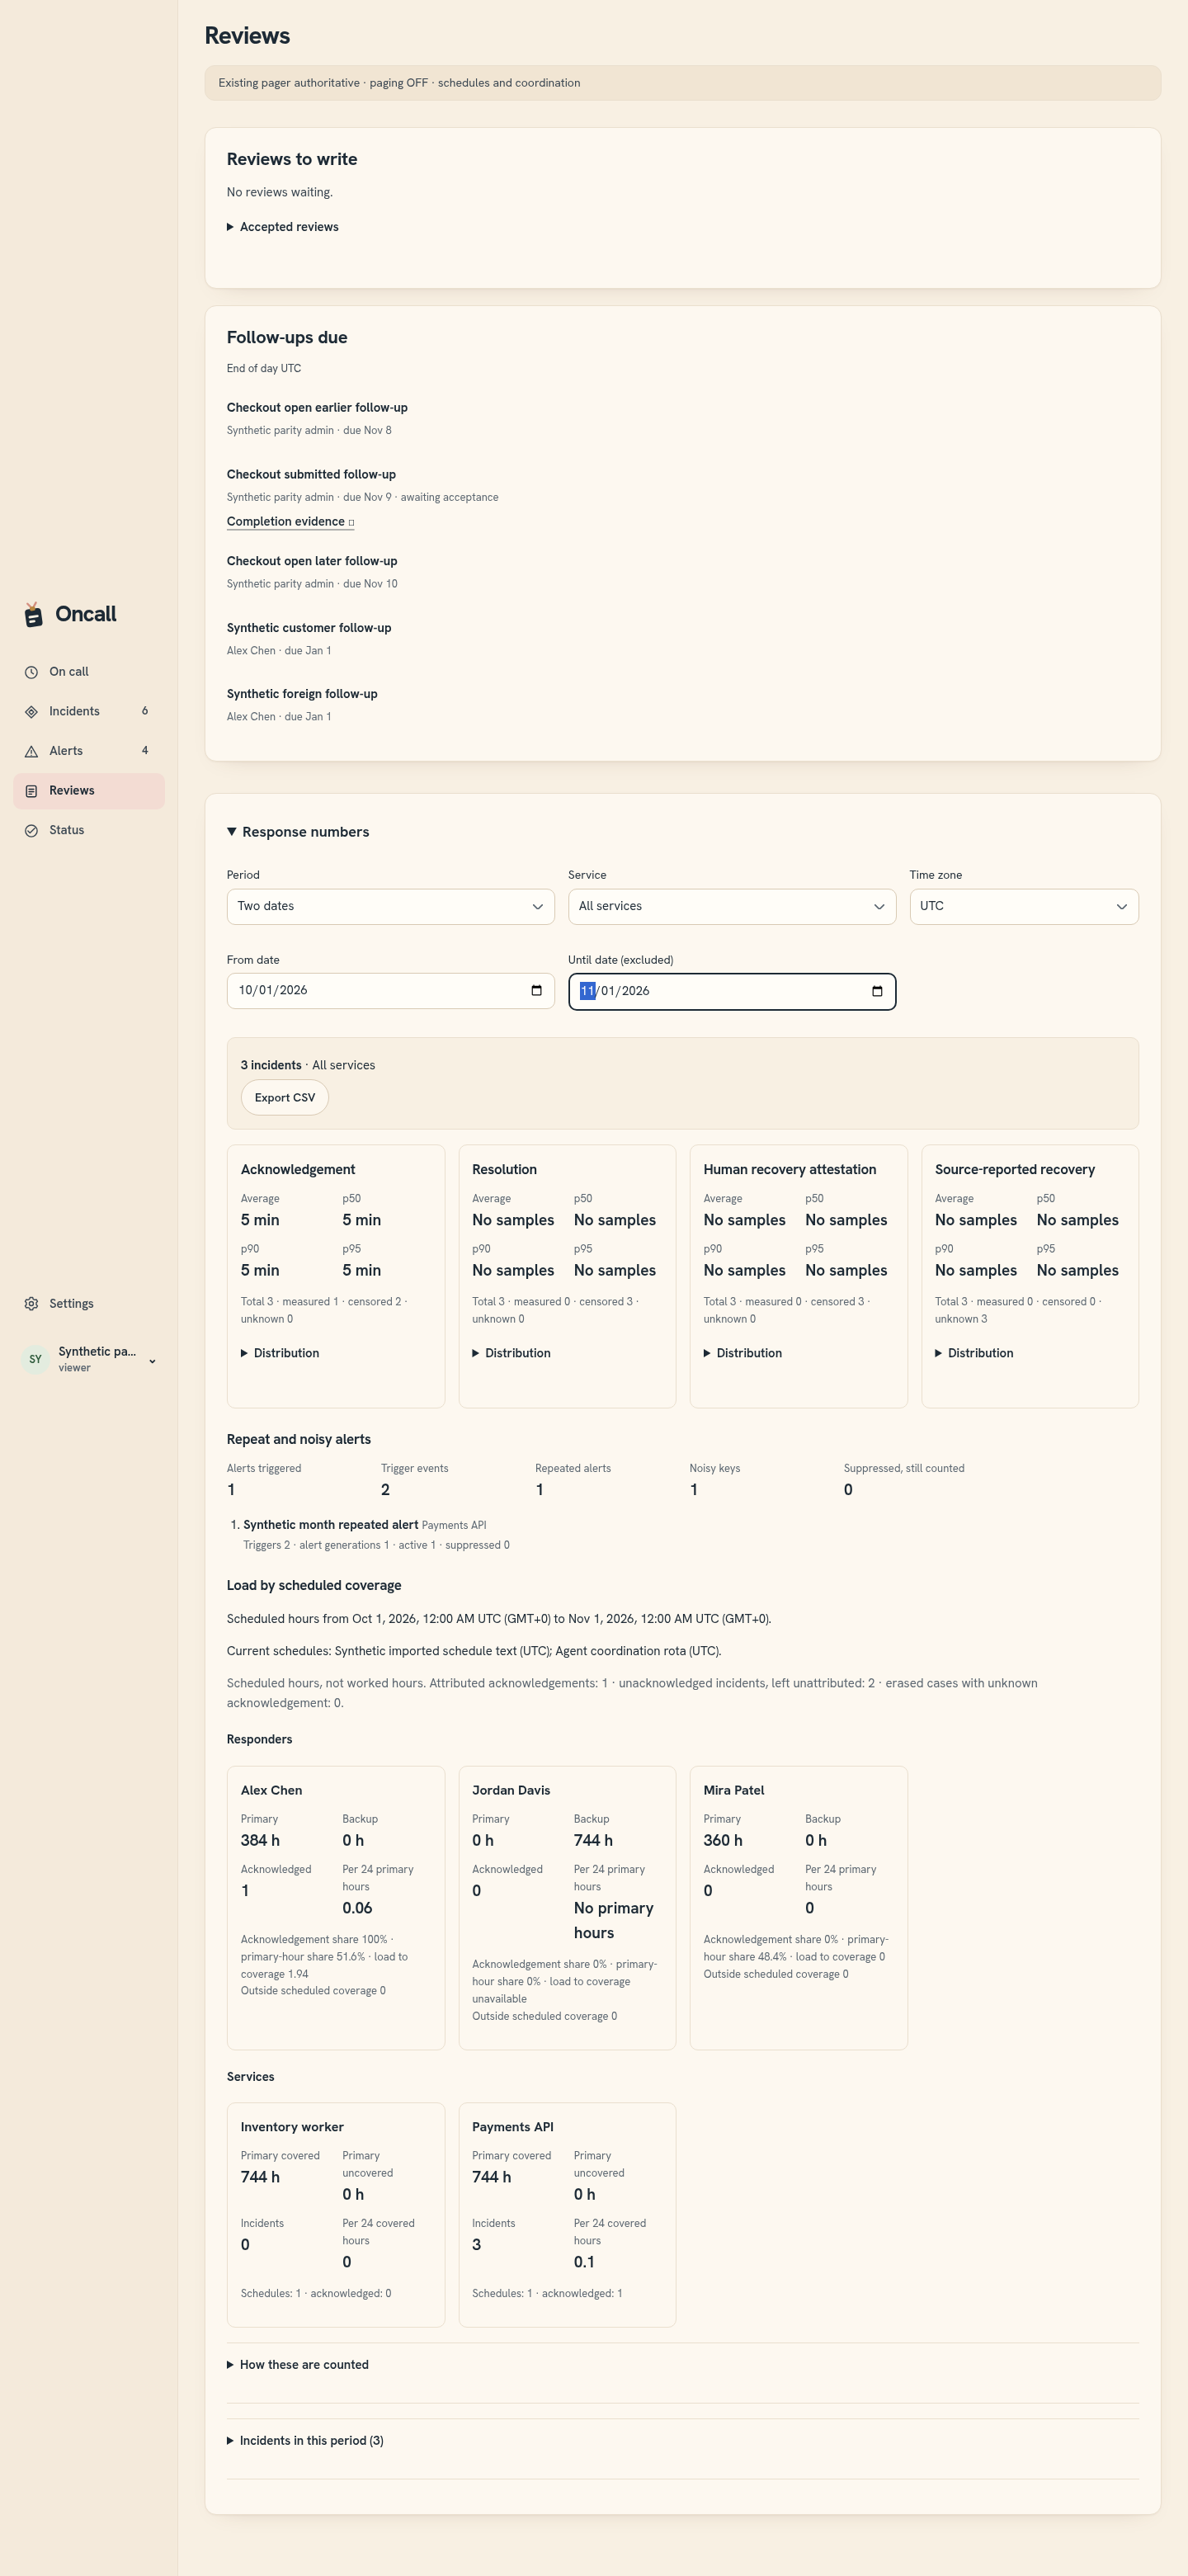 Oncall
On call
Incidents 6
Alerts 4
Reviews
Status
Settings
SY
Synthetic pa...
viewer
Reviews
Existing pager authoritative · paging OFF · schedules and coordination
Reviews to write
No reviews waiting.
Accepted reviews
Follow-ups due
End of day UTC
Checkout open earlier follow-up
Synthetic parity admin · due Nov 8
Checkout submitted follow-up
Synthetic parity admin · due Nov 9 · awaiting acceptance
Completion evidence
Checkout open later follow-up
Synthetic parity admin · due Nov 10
Synthetic customer follow-up
Alex Chen · due Jan 1
Synthetic foreign follow-up
Alex Chen · due Jan 1
Response numbers
Period Service Time zone
Two dates All services UTC
From date Until date (excluded)
10/01/2026 11/01/2026
3 incidents · All services
Export CSV
Acknowledgement
Average p50
5 min 5 min
p90 p95
5 min 5 min
Total 3 · measured 1 · censored 2 ·
unknown 0
Distribution
Resolution
Average p50
No samples No samples
p90 p95
No samples No samples
Total 3 · measured 0 · censored 3 ·
unknown 0
Distribution
Human recovery attestation
Average p50
No samples No samples
p90 p95
No samples No samples
Total 3 · measured 0 · censored 3 ·
unknown 0
Distribution
Source-reported recovery
Average p50
No samples No samples
p90 p95
No samples No samples
Total 3 · measured 0 · censored 0 ·
unknown 3
Distribution
Repeat and noisy alerts
Alerts triggered Trigger events Repeated alerts Noisy keys Suppressed, still counted
1 2 1 1 0
1. Synthetic month repeated alert Payments API
Triggers 2 · alert generations 1 · active 1 · suppressed 0
Load by scheduled coverage
Scheduled hours from Oct 1, 2026, 12:00 AM UTC (GMT+0) to Nov 1, 2026, 12:00 AM UTC (GMT+0).
Current schedules: Synthetic imported schedule text (UTC); Agent coordination rota (UTC).
Scheduled hours, not worked hours. Attributed acknowledgements: 1 · unacknowledged incidents, left unattributed: 2 · erased cases with unknown
acknowledgement: 0.
Responders
Alex Chen
Primary Backup
384 h 0 h
Acknowledged Per 24 primary
hours
1 0.06
Acknowledgement share 100% ·
primary-hour share 51.6% · load to
coverage 1.94
Outside scheduled coverage 0
Jordan Davis
Primary Backup
0 h 744 h
Acknowledged Per 24 primary
hours
0 No primary
hours
Acknowledgement share 0% · primary-
hour share 0% · load to coverage
unavailable
Outside scheduled coverage 0
Mira Patel
Primary Backup
360 h 0 h
Acknowledged Per 24 primary
hours
0 0
Acknowledgement share 0% · primary-
hour share 48.4% · load to coverage 0
Outside scheduled coverage 0
Services
Inventory worker
Primary covered Primary
uncovered
744 h 0 h
Incidents Per 24 covered
hours
0 0
Schedules: 1 · acknowledged: 0
Payments API
Primary covered Primary
uncovered
744 h 0 h
Incidents Per 24 covered
hours
3 0.1
Schedules: 1 · acknowledged: 1
How these are counted
Incidents in this period (3)